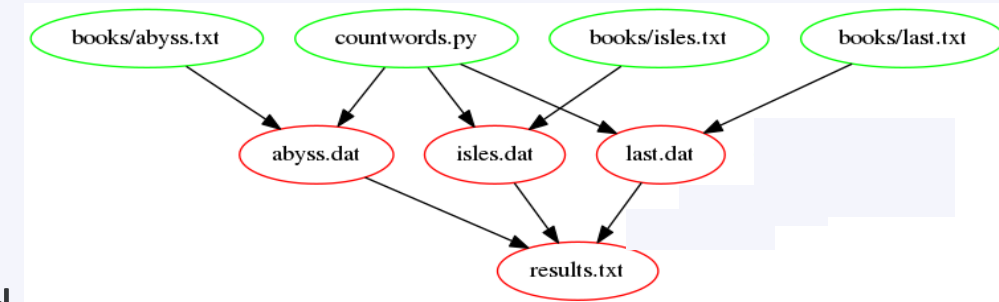 books/abyss.txt countwords.py books/isles.txt books/last.txt
abyss.dat isles.dat last.dat
results.txt